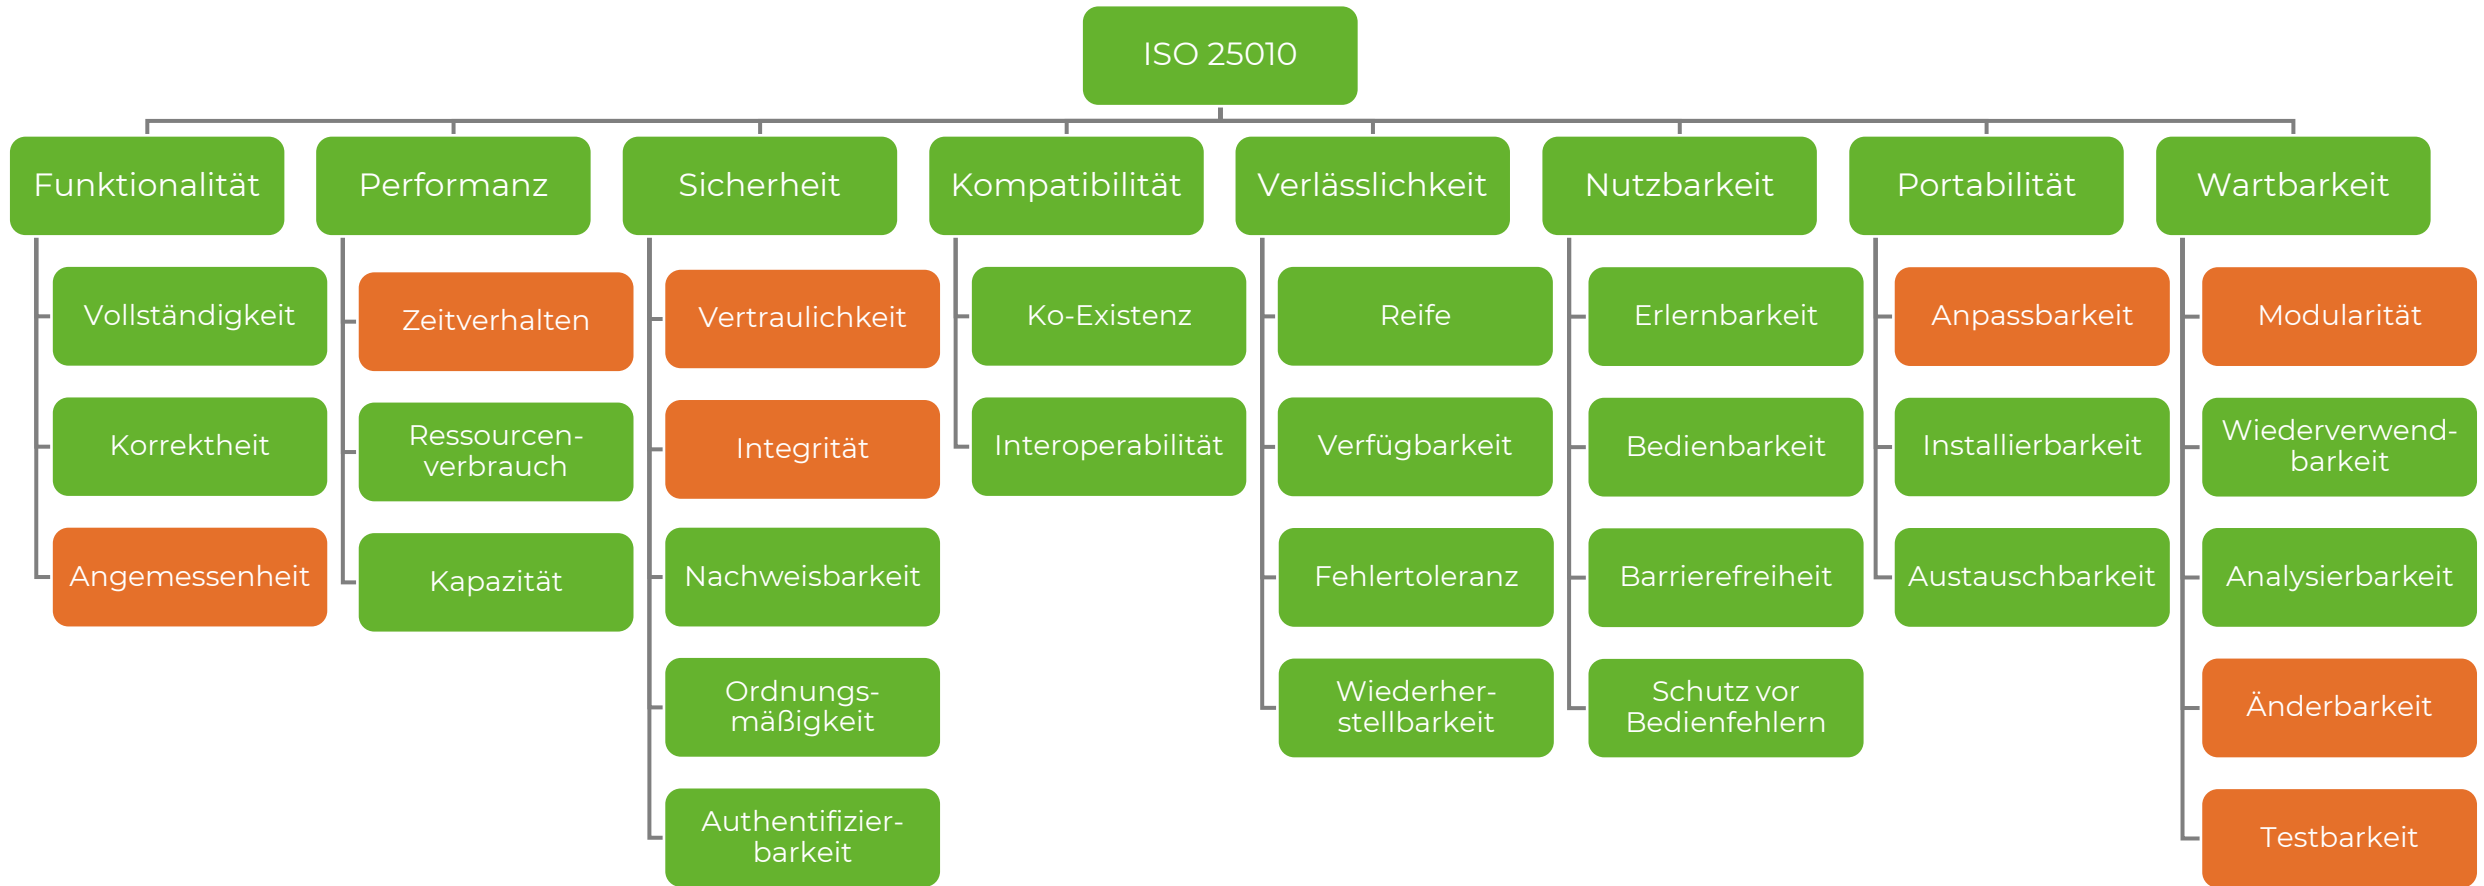 ISO 25010
Funktionalität
Performanz
Sicherheit
Kompatibilität
Verlässlichkeit
Nutzbarkeit
Portabilität
Wartbarkeit
Vollständigkeit
Korrektheit
Angemessenheit
Zeitverhalten
Ressourcen-
verbrauch
Kapazität
Vertraulichkeit
Integrität
Nachweisbarkeit
Ordnungs-
mäßigkeit
Authentifizier-
barkeit
Ko-Existenz
Interoperabilität
Reife
Verfügbarkeit
Fehlertoleranz
Wiederher-
stellbarkeit
Erlernbarkeit
Bedienbarkeit
Barrierefreiheit
Schutz vor
Bedienfehlern
Anpassbarkeit
Installierbarkeit
Austauschbarkeit
Modularität
Wiederverwend-
barkeit
Analysierbarkeit
Änderbarkeit
Testbarkeit